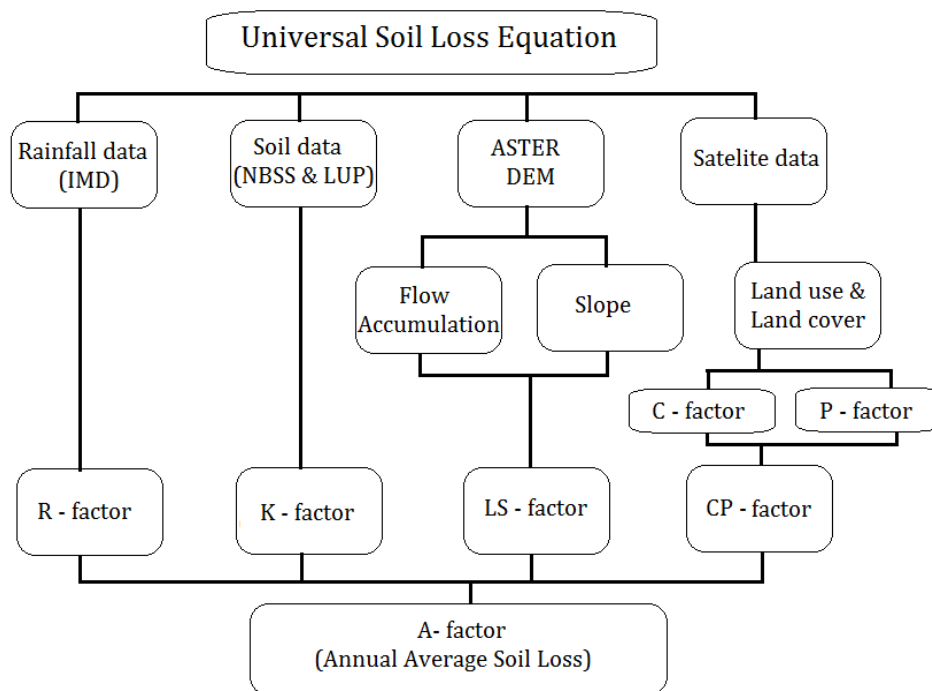 Universal Soil Loss Equation
Rainfall data
(IMD)
Soil data
(NBSS & LUP)
ASTER
DEM
Satelite data
Flow
Accumulation
Slope
Land use &
Land cover
C - factor
P - factor
R - factor
K - factor
LS - factor
CP - factor
A- factor
(Annual Average Soil Loss)